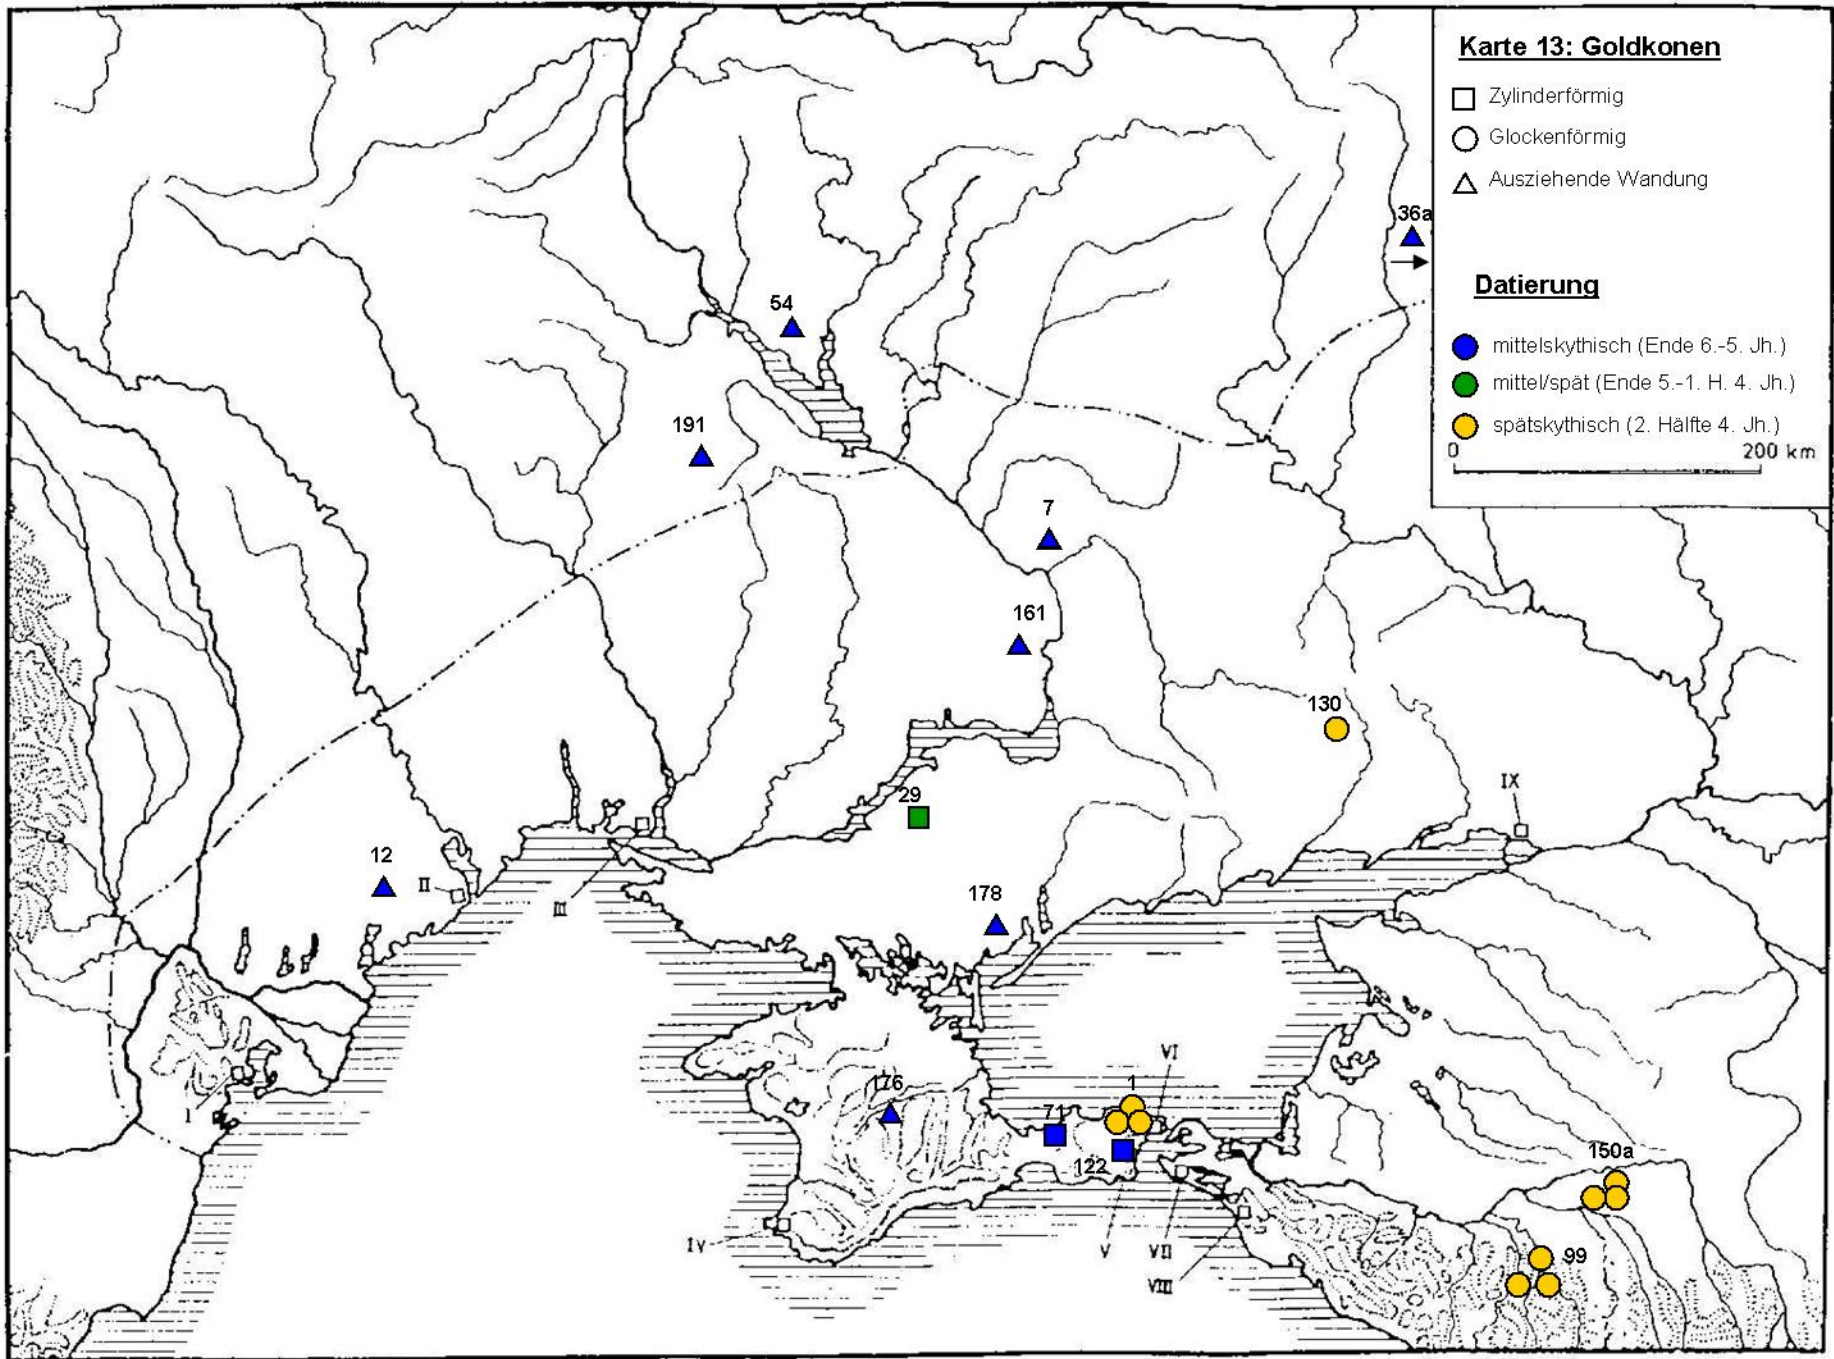 Karte 13: Goldkonen
Zylinderförmig
Glockenförmig
Ausziehende Wandung
Datierung
mittelskythisch (Ende 6.-5. Jh.)
mittel/spät (Ende 5.-1. H. 4. Jh.)
spätskythisch (2. Hälfte 4. Jh.)
0 200 km
36a
54
191
7
161
130
IX
29
12
II
III
178
VI
176
1
71
122
150a
I
IV
V
VII
VIII
99